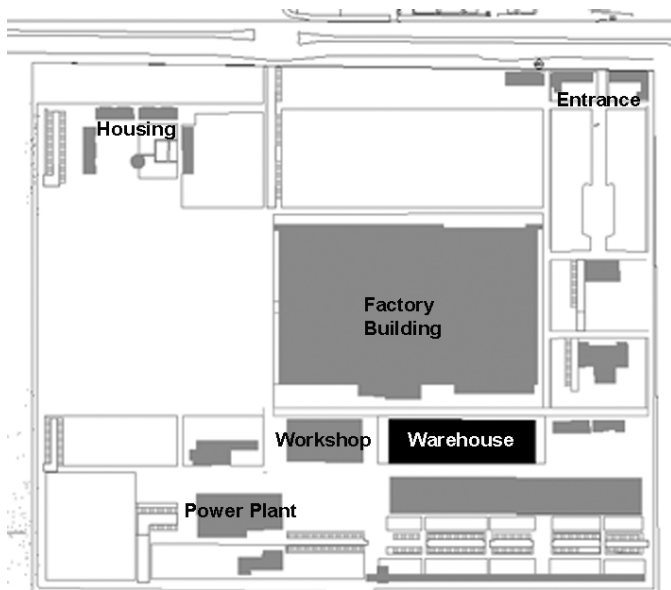 Entrance
Housing
Factory
Building
Workshop
Warehouse
Power Plant